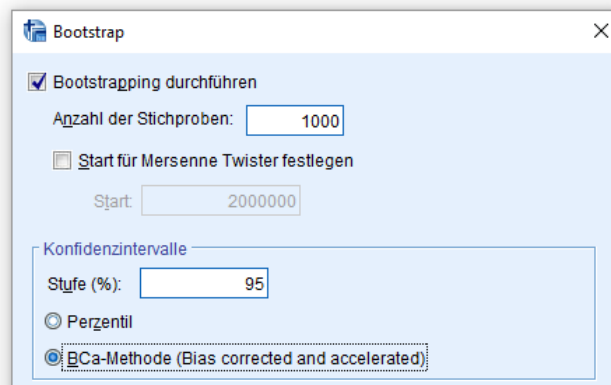 Bootstrap
Bootstrapping durchführen
Anzahl der Stichproben: 1000
Start für Mersenne Twister festlegen
Start: 2000000
Konfidenzintervalle
Stufe (%): 95
Perzentil
BCa-Methode (Bias corrected and accelerated)